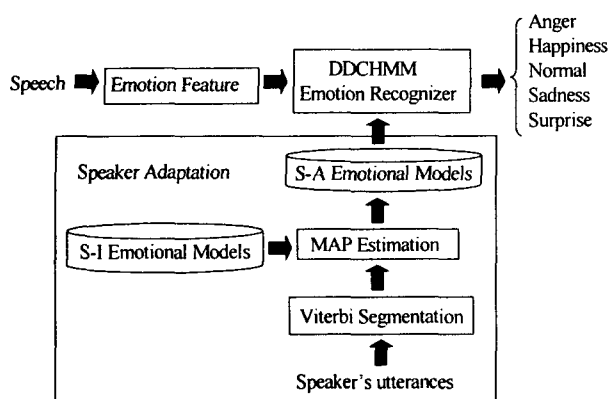 Speech
Emotion Feature
DDCHMM
Emotion Recognizer
Anger
Happiness
Normal
Sadness
Surprise
Speaker Adaptation
S-A Emotional Models
S-I Emotional Models
MAP Estimation
Viterbi Segmentation
Speaker's utterances